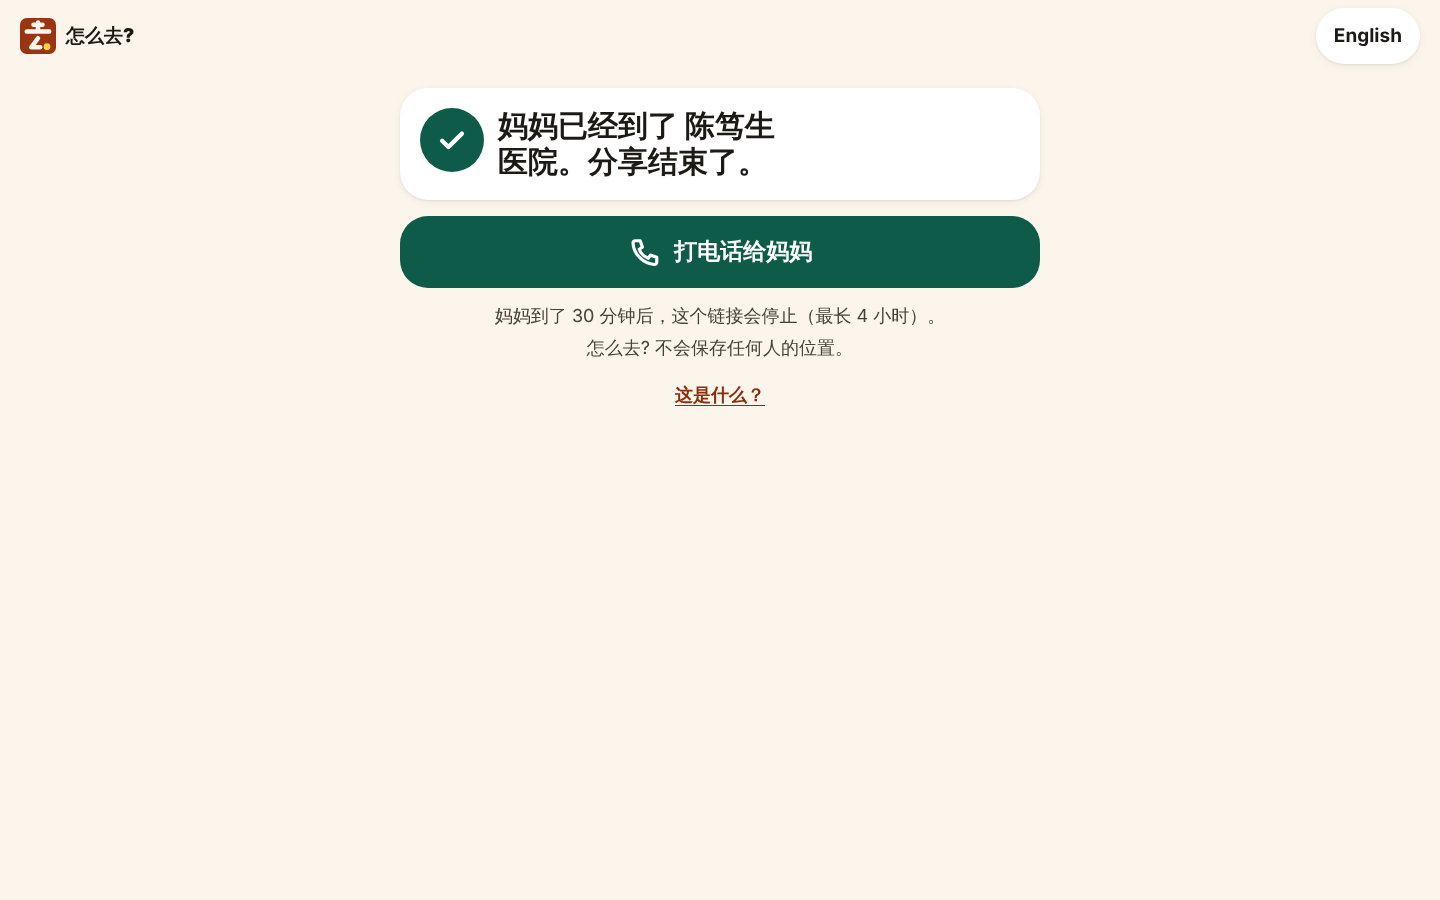 怎么去?
English
妈妈已经到了 陈笃生
医院。分享结束了。
打电话给妈妈
妈妈到了 30 分钟后，这个链接会停止（最长 4 小时）。
怎么去? 不会保存任何人的位置。
这是什么？